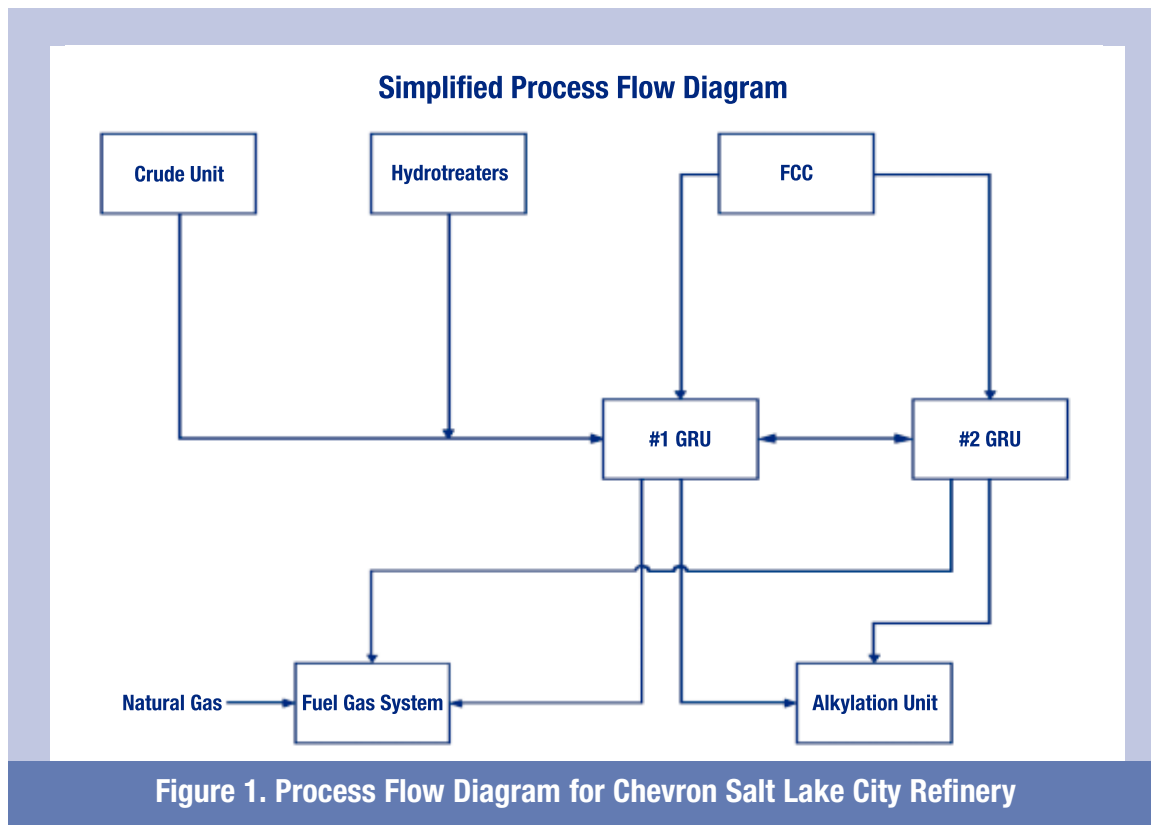 Simplified Process Flow Diagram
Crude Unit
Hydrotreaters
FCC
#1 GRU
#2 GRU
Natural Gas
Fuel Gas System
Alkylation Unit
Figure 1. Process Flow Diagram for Chevron Salt Lake City Refinery